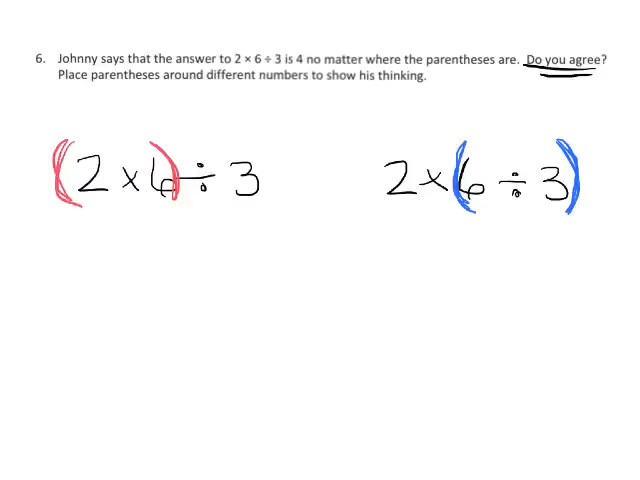 6. Johnny says that the answer to 2 × 6 ÷ 3 is 4 no matter where the parentheses are. Do you agree?
Place parentheses around different numbers to show his thinking.
(2 × 6) ÷ 3 2 × (6 ÷ 3)